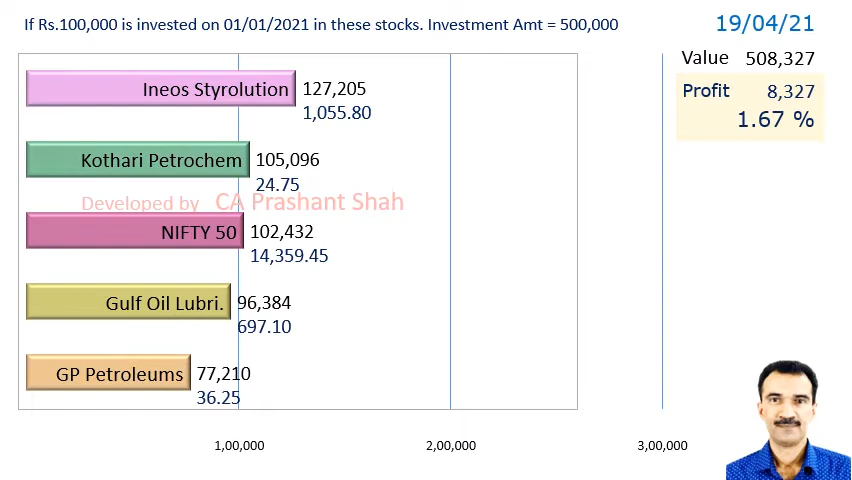 If Rs.100,000 is invested on 01/01/2021 in these stocks. Investment Amt = 500,000
19/04/21
Value 508,327
Profit 8,327
1.67 %
Ineos Styrolution 127,205
1,055.80
Kothari Petrochem 105,096
24.75
Developed by CA Prashant Shah
NIFTY 50 102,432
14,359.45
Gulf Oil Lubri. 96,384
697.10
GP Petroleums 77,210
36.25
1,00,000 2,00,000 3,00,000